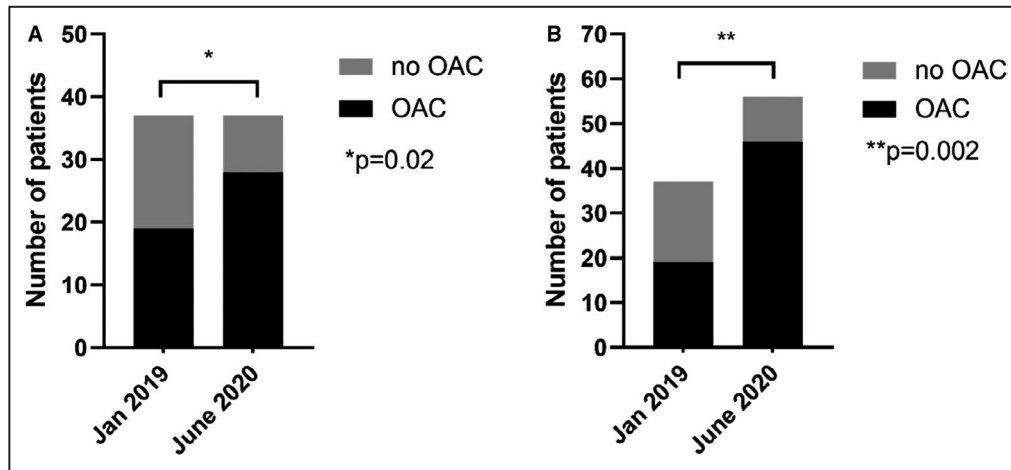 A
Number of patients
50
40
30
20
10
0
*
Jan 2019
June 2020
no OAC
OAC
*p=0.02
B
Number of patients
70
60
50
40
30
20
10
0
**
Jan 2019
June 2020
no OAC
OAC
**p=0.002